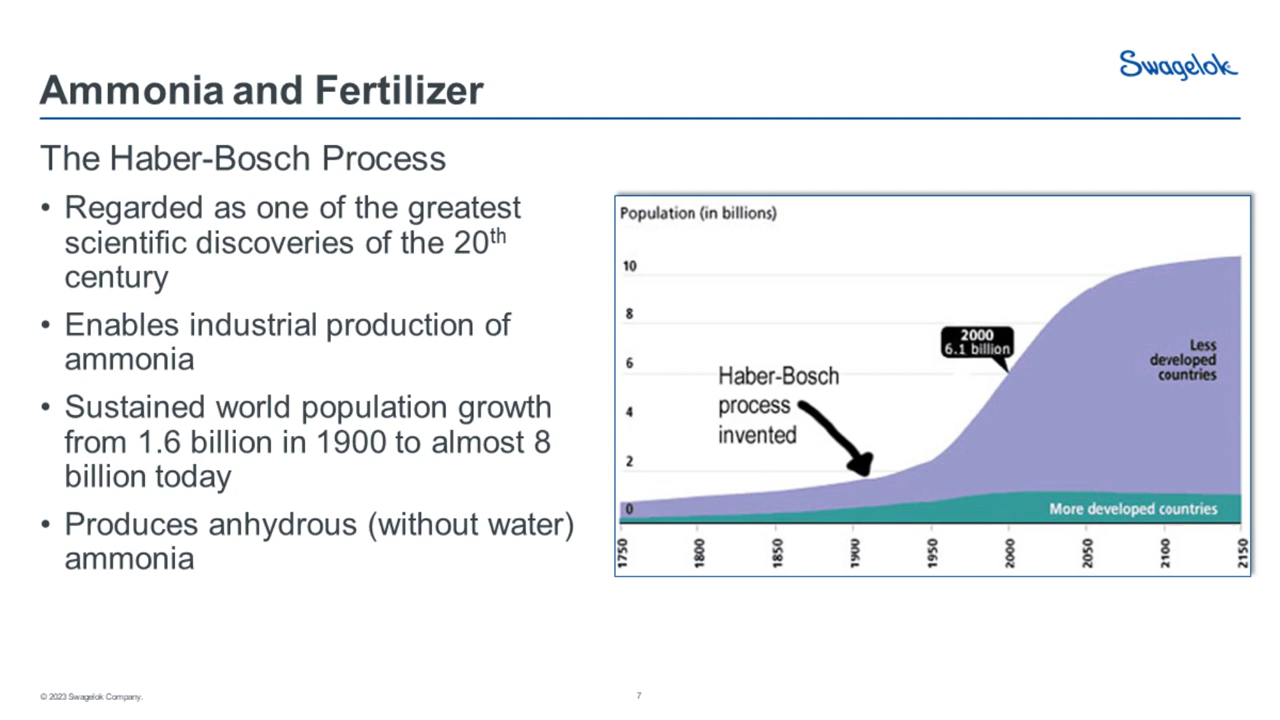 Swagelok
Ammonia and Fertilizer
The Haber-Bosch Process
• Regarded as one of the greatest
scientific discoveries of the 20th
century
• Enables industrial production of
ammonia
• Sustained world population growth
from 1.6 billion in 1900 to almost 8
billion today
• Produces anhydrous (without water)
ammonia
Population (in billions)
10
8
6
4
2
0
2000
6.1 billion
Haber-Bosch
process
invented
Less
developed
countries
More developed countries
1750
1800
1850
1900
1950
2000
2050
2100
2150
© 2023 Swagelok Company.
7